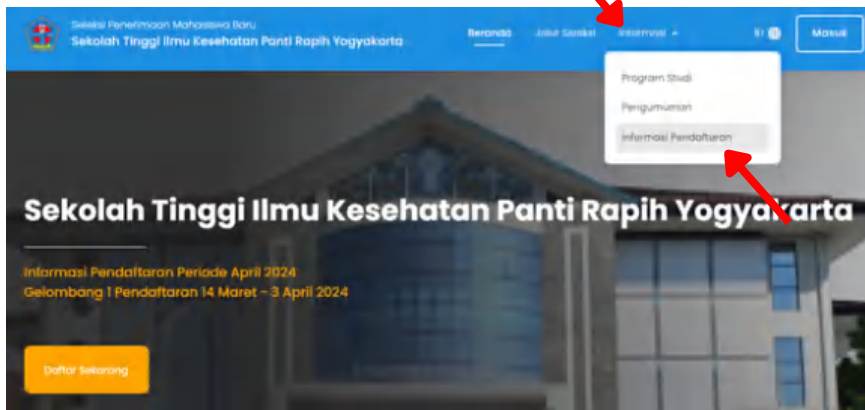 Seleksi Penerimaan Mahasiswa Baru
Sekolah Tinggi Ilmu Kesehatan Panti Rapih Yogyakarta
Beranda
Jalur Seleksi
Informasi
Masuk
Program Studi
Pengumuman
Informasi Pendaftaran
Sekolah Tinggi Ilmu Kesehatan Panti Rapih Yogyakarta
Informasi Pendaftaran Periode April 2024
Gelombang 1 Pendaftaran 14 Maret - 3 April 2024
Daftar Sekarang